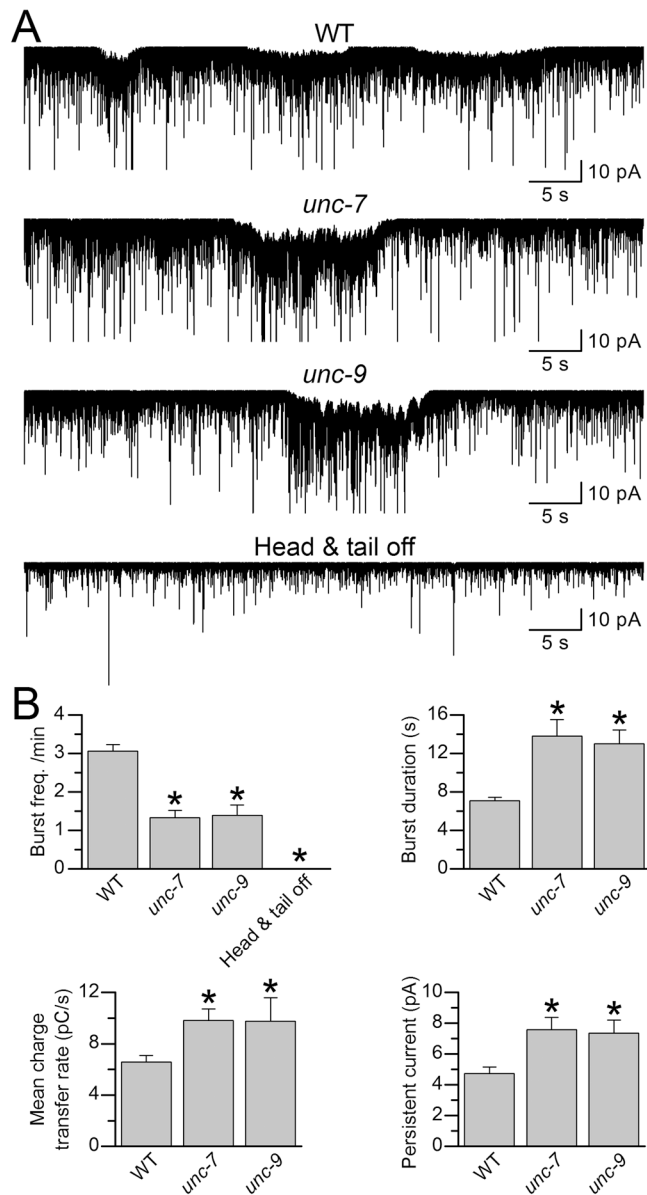 A
WT
10 pA
5 s
unc-7
10 pA
5 s
unc-9
10 pA
5 s
Head & tail off
10 pA
5 s
B
Burst freq. /min
4
3
2
1
0
*
*
*
WT
unc-7
unc-9
Head & tail off
Burst duration (s)
16
12
8
4
0
*
*
WT
unc-7
unc-9
Mean charge
transfer rate (pC/s)
12
8
4
0
*
*
WT
unc-7
unc-9
Persistent current (pA)
10
8
6
4
2
0
*
*
WT
unc-7
unc-9